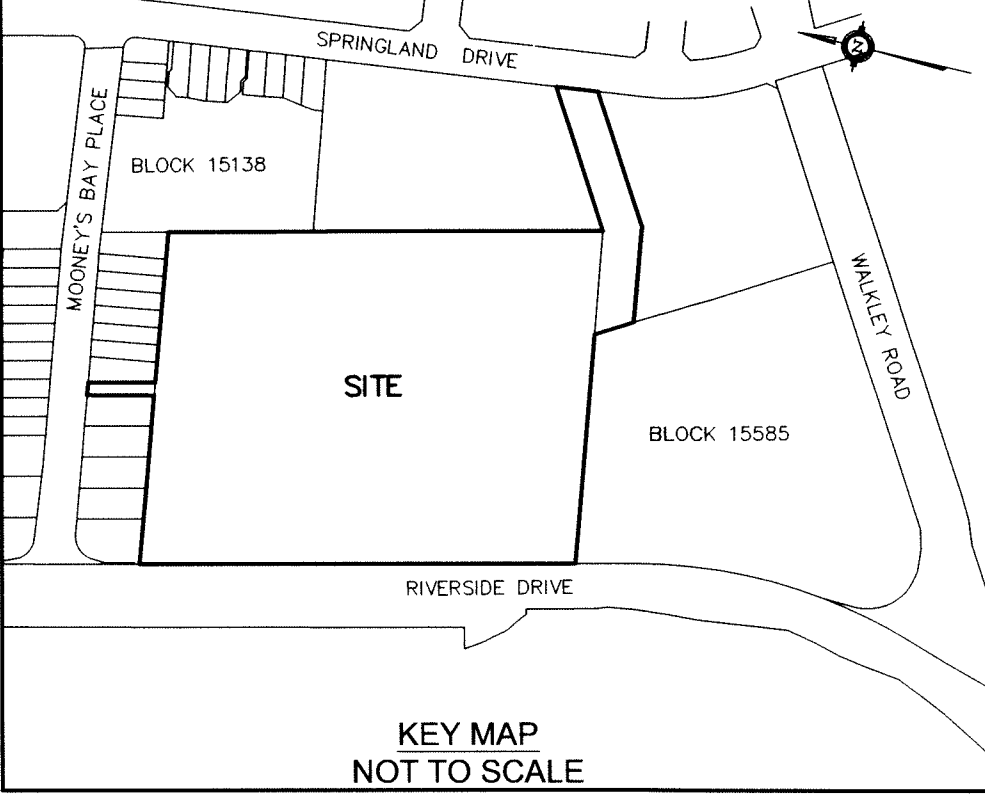 SPRINGLAND DRIVE
N
MOONEY'S BAY PLACE
BLOCK 15138
WALKLEY ROAD
SITE
BLOCK 15585
RIVERSIDE DRIVE
KEY MAP
NOT TO SCALE